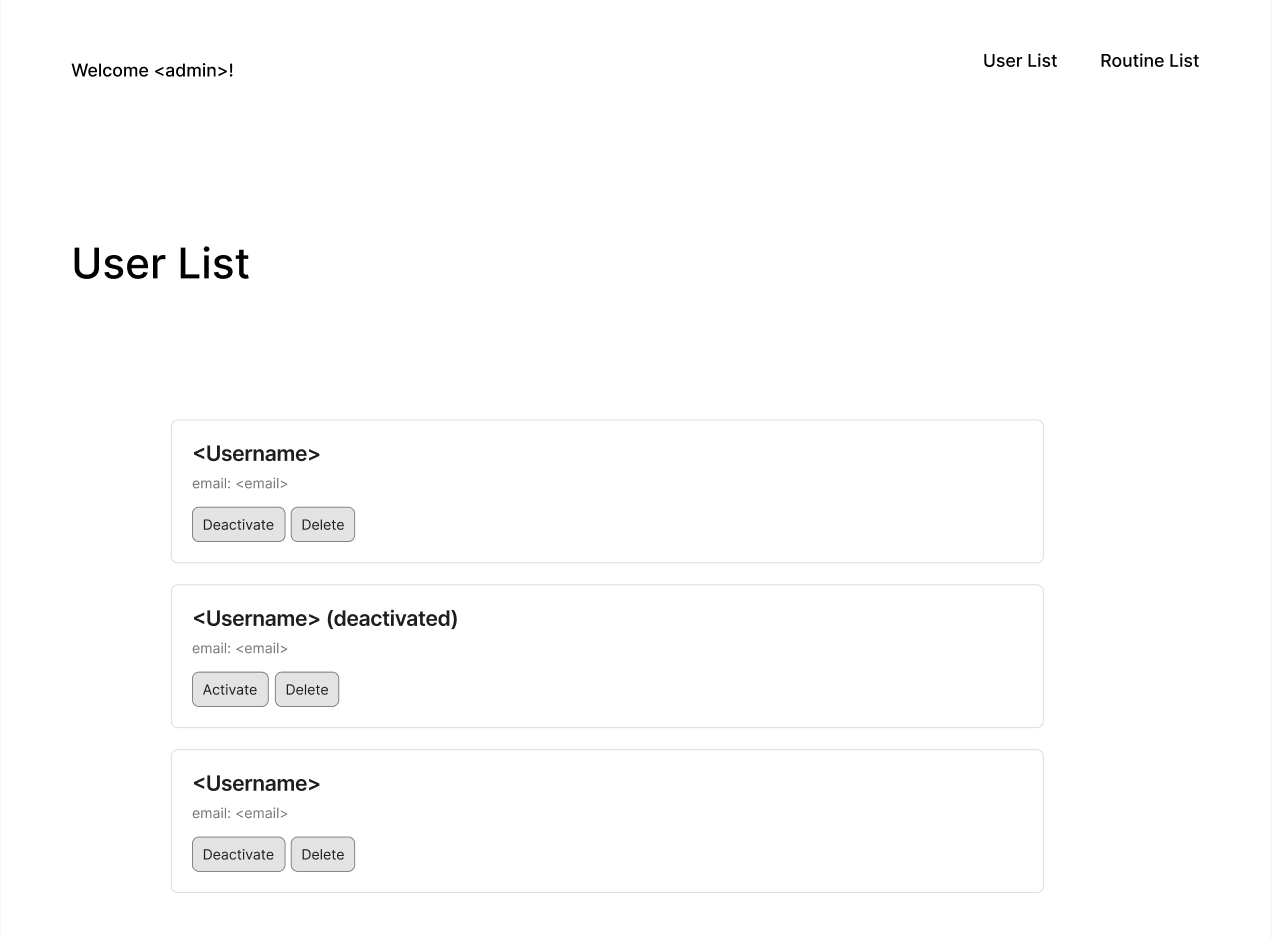 Welcome <admin>!
User List
Routine List
User List
<Username>
email: <email>
Deactivate
Delete
<Username> (deactivated)
email: <email>
Activate
Delete
<Username>
email: <email>
Deactivate
Delete